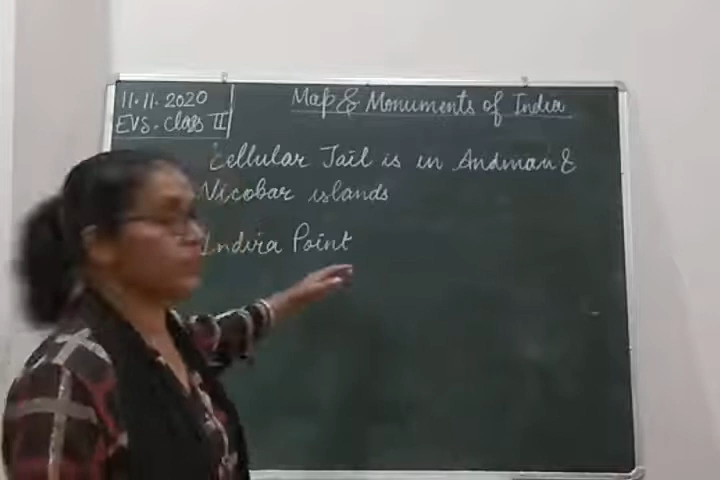 11.11.2020
EVS. Class II
Map & Monuments of India
Cellular Jail is in Andman &
Nicobar islands
Indira Point